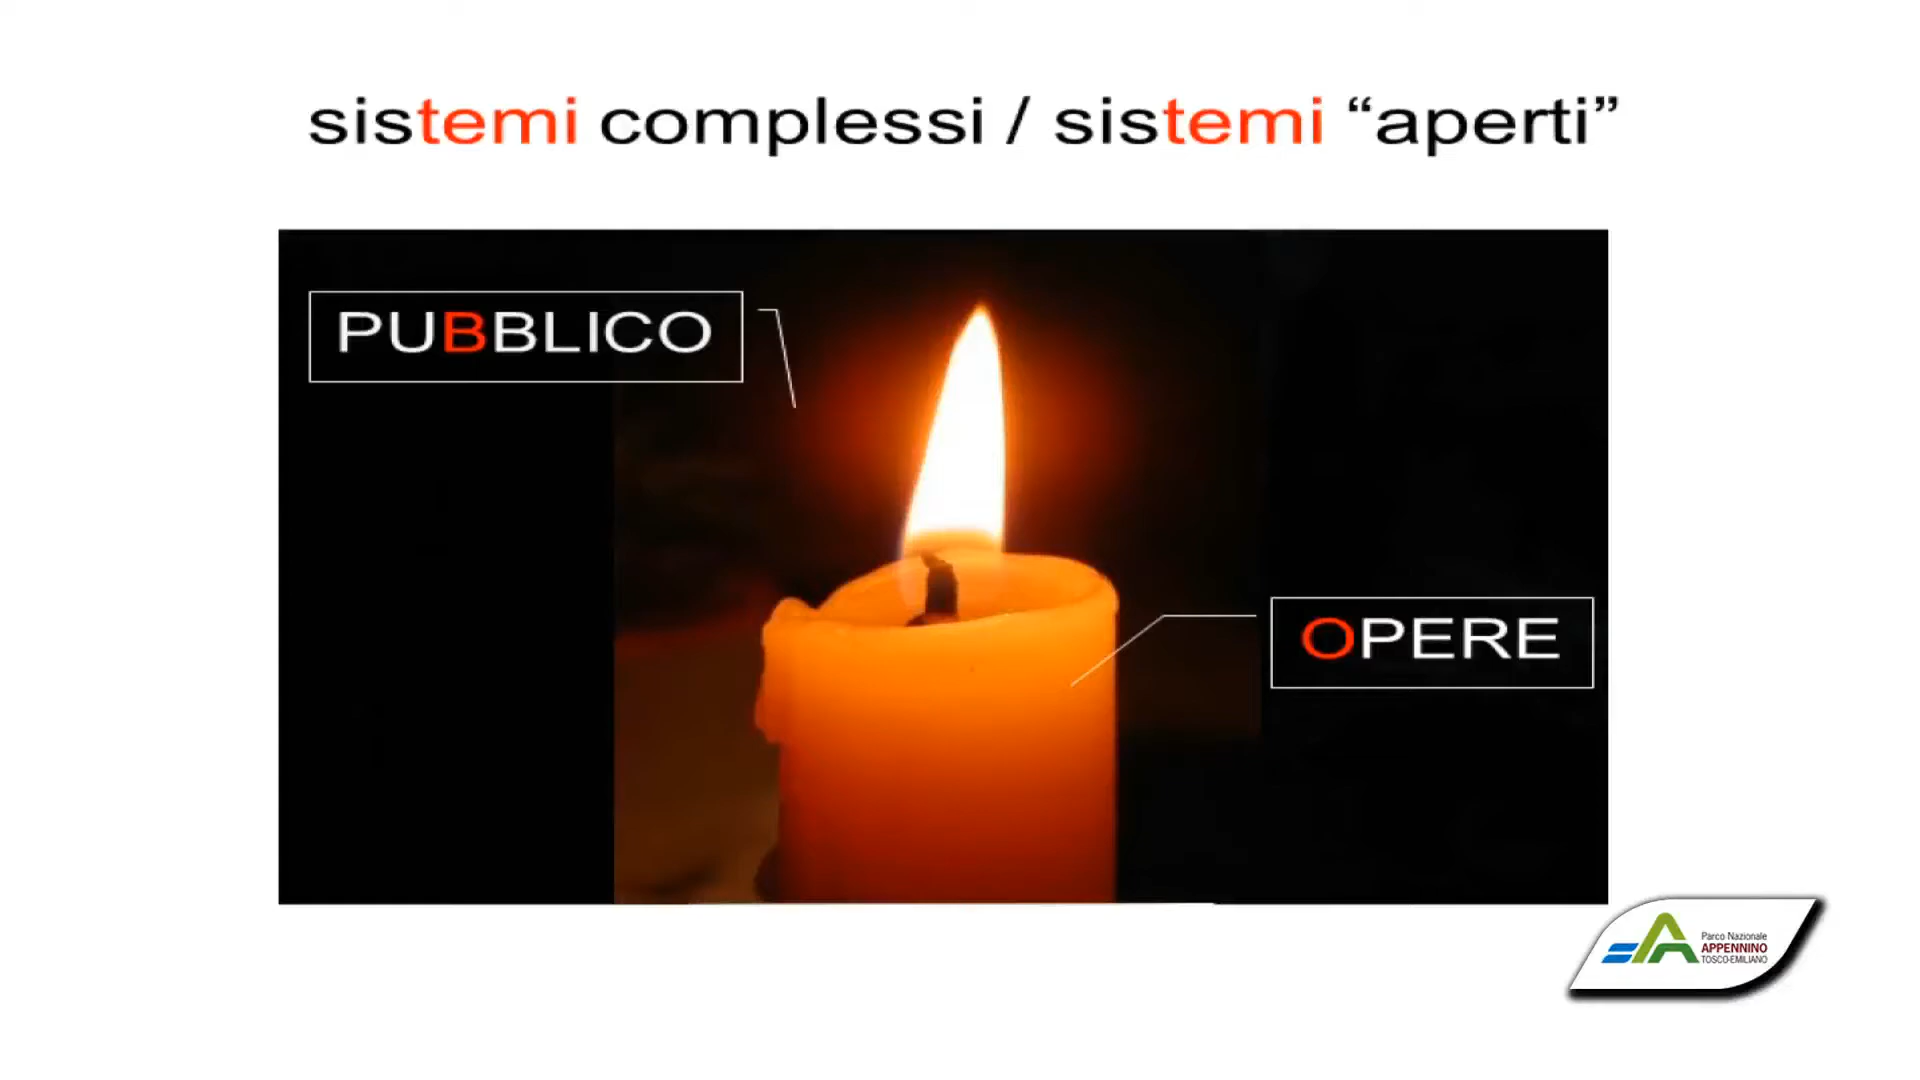 sistemi complessi / sistemi “aperti”
PUBBLICO
OPERE
Parco Nazionale
APPENNINO
TOSCO-EMILIANO